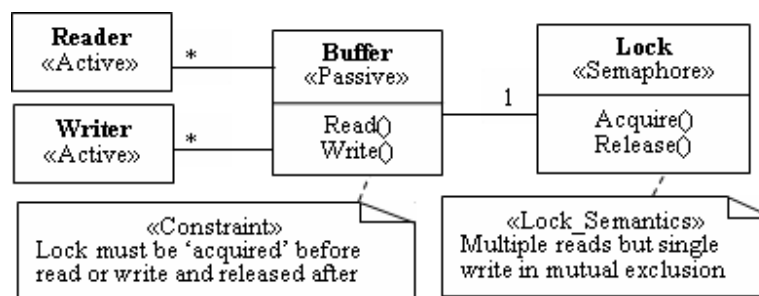 Reader
«Active»
*
Writer
«Active»
*
Buffer
«Passive»
Read()
Write()
1
Lock
«Semaphore»
Acquire()
Release()
«Constraint»
Lock must be ‘acquired’ before
read or write and released after
«Lock_Semantics»
Multiple reads but single
write in mutual exclusion